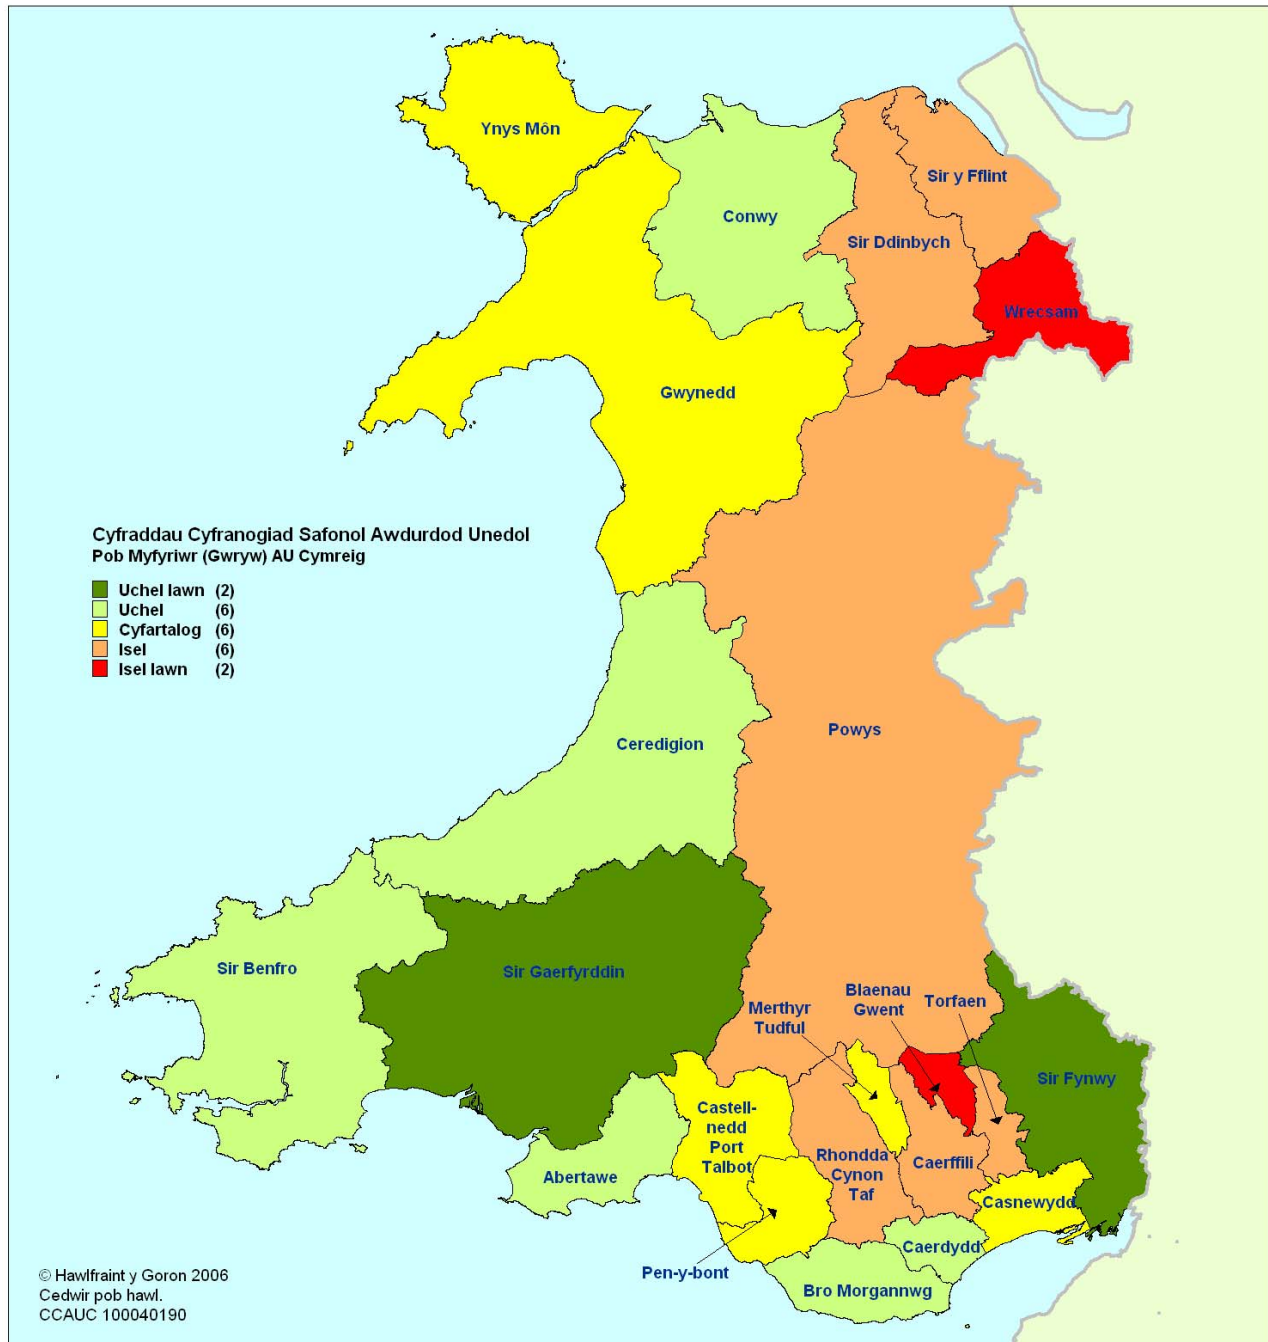 Ynys Môn
Conwy
Sir y Fflint
Sir Ddinbych
Wrecsam
Gwynedd
Cyfraddau Cyfranogiad Safonol Awdurdod Unedol
Pob Myfyriwr (Gwryw) AU Cymreig
Uchel Iawn (2)
Uchel (6)
Cyfartalog (6)
Isel (6)
Isel Iawn (2)
Powys
Ceredigion
Sir Benfro
Sir Gaerfyrddin
Merthyr
Tudful
Blaenau
Gwent
Torfaen
Sir Fynwy
Castell-
nedd
Port
Talbot
Abertawe
Rhondda
Cynon
Taf
Caerffili
Casnewydd
Pen-y-bont
Caerdydd
Bro Morgannwg
© Hawlfraint y Goron 2006
Cedwir pob hawl.
CCAUC 100040190